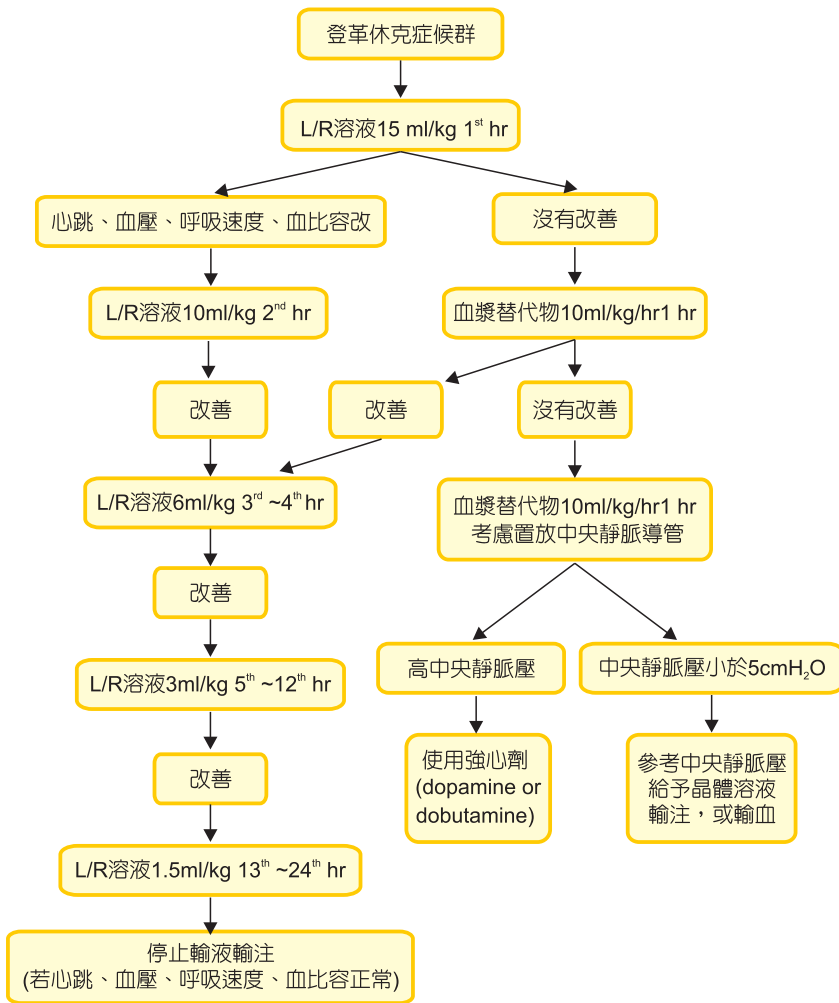 登革休克症候群
L/R溶液15 ml/kg 1st hr
心跳、血壓、呼吸速度、血比容改
沒有改善
L/R溶液10ml/kg 2nd hr
血漿替代物10ml/kg/hr1 hr
改善
改善
沒有改善
L/R溶液6ml/kg 3rd ~4th hr
血漿替代物10ml/kg/hr1 hr
考慮置放中央靜脈導管
改善
高中央靜脈壓
中央靜脈壓小於5cmH2O
L/R溶液3ml/kg 5th ~12th hr
使用強心劑
(dopamine or
dobutamine)
參考中央靜脈壓
給予晶體溶液
輸注，或輸血
改善
L/R溶液1.5ml/kg 13th ~24th hr
停止輸液輸注
(若心跳、血壓、呼吸速度、血比容正常)